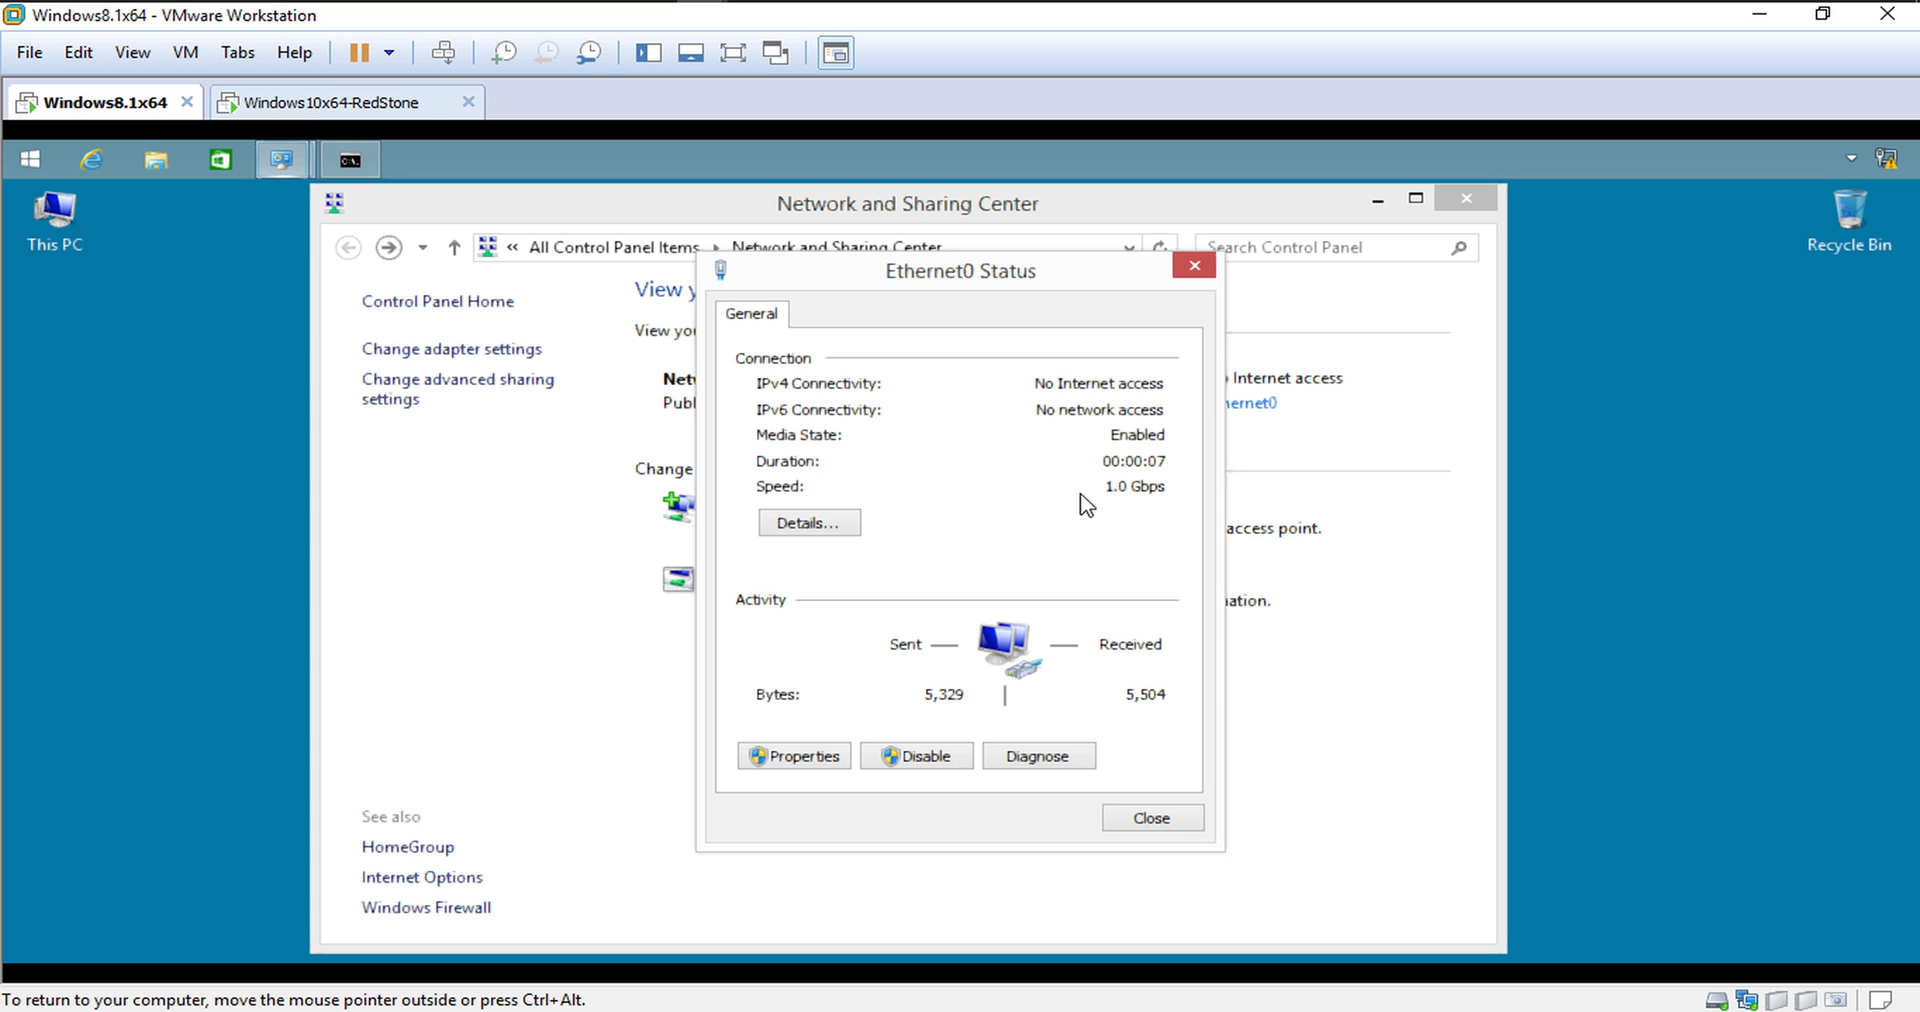 Windows8.1x64 - VMware Workstation
File Edit View VM Tabs Help
Windows8.1x64 Windows10x64-RedStone
C:\.
This PC
Recycle Bin
Network and Sharing Center
« All Control Panel Items Network and Sharing Center Search Control Panel
Ethernet0 Status
Control Panel Home
Change adapter settings
Change advanced sharing
settings
View y
View you
Net
Publ
Internet access
hernet0
Change
access point.
ation.
General
Connection
IPv4 Connectivity: No Internet access
IPv6 Connectivity: No network access
Media State: Enabled
Duration: 00:00:07
Speed: 1.0 Gbps
Details...
Activity
Sent Received
Bytes: 5,329 5,504
Properties Disable Diagnose
Close
See also
HomeGroup
Internet Options
Windows Firewall
To return to your computer, move the mouse pointer outside or press Ctrl+Alt.